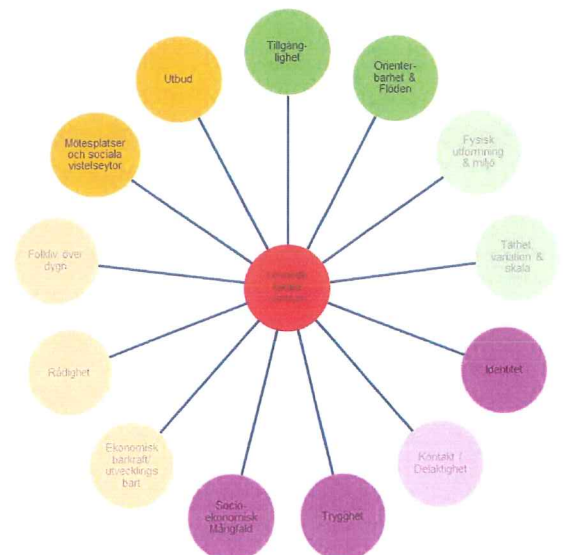 Tillgäng-
lighet
Orienter-
barhet &
Flöden
Fysisk
utformning
& miljö
Täthet,
variation &
skala
Identitet
Kontakt /
Delaktighet
Trygghet
Socio-
ekonomisk
Mångfald
Ekonomisk
bärkraft/
utvecklings
bart
Rådighet
Folkliv över
dygn
Mötesplatser
och sociala
vistelseytor
Utbud